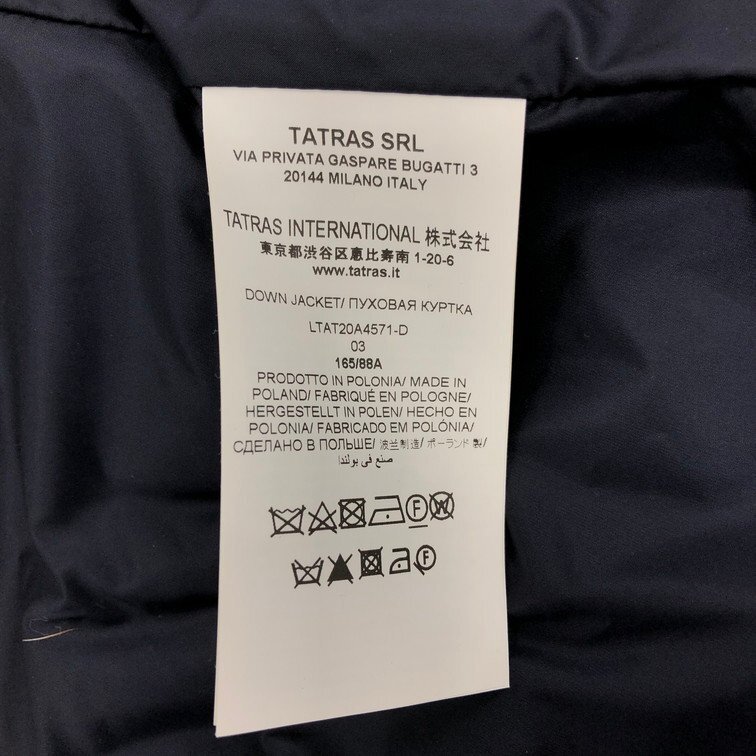 TATRAS SRL
VIA PRIVATA GASPARE BUGATTI 3
20144 MILANO ITALY
TATRAS INTERNATIONAL 株式会社
東京都渋谷区恵比寿南 1-20-6
www.tatras.it
DOWN JACKET/ ПУХОВАЯ КУРТКА
LTAT20A4571-D
03
165/88A
PRODOTTO IN POLONIA/ MADE IN
POLAND/ FABRIQUÉ EN POLOGNE/
HERGESTELLT IN POLEN/ HECHO EN
POLONIA/ FABRICADO EM POLÓNIA/
СДЕЛАНО В ПОЛЬШЕ/ 波兰制造/ ポーランド 製/
صنع في بولندا
F W
F